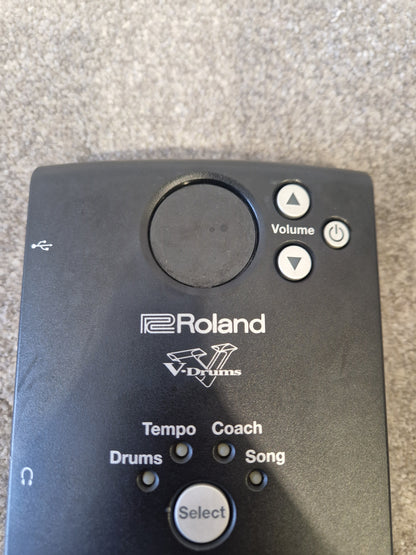 Volume
Roland
V-Drums
Tempo Coach
Drums Song
Select